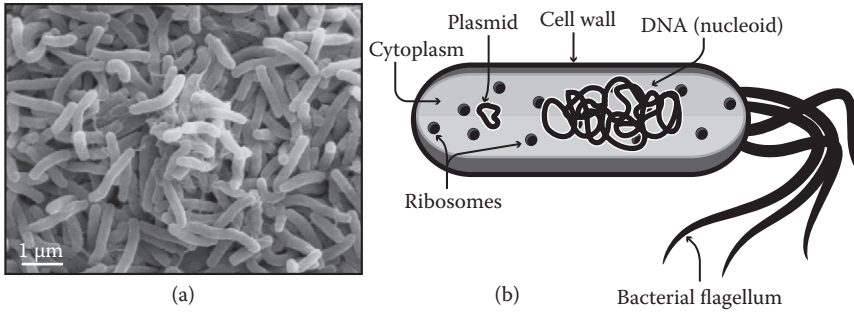 Plasmid
Cell wall
DNA (nucleoid)
Cytoplasm
Ribosomes
1 µm
(a)
(b)
Bacterial flagellum